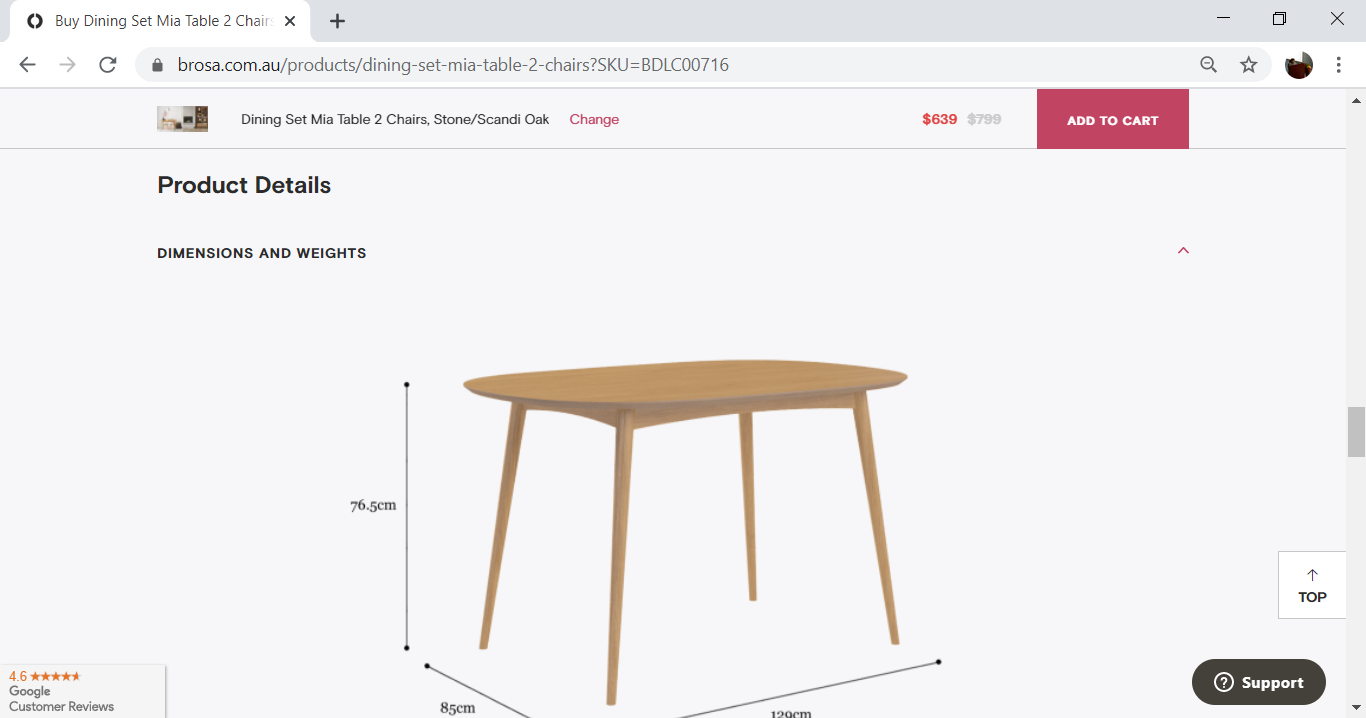 Buy Dining Set Mia Table 2 Chairs
brosa.com.au/products/dining-set-mia-table-2-chairs?SKU=BDLC00716
Dining Set Mia Table 2 Chairs, Stone/Scandi Oak Change $639 $799 ADD TO CART
Product Details
DIMENSIONS AND WEIGHTS
76.5cm
TOP
4.6
Google
Customer Reviews
Support
85cm
129cm